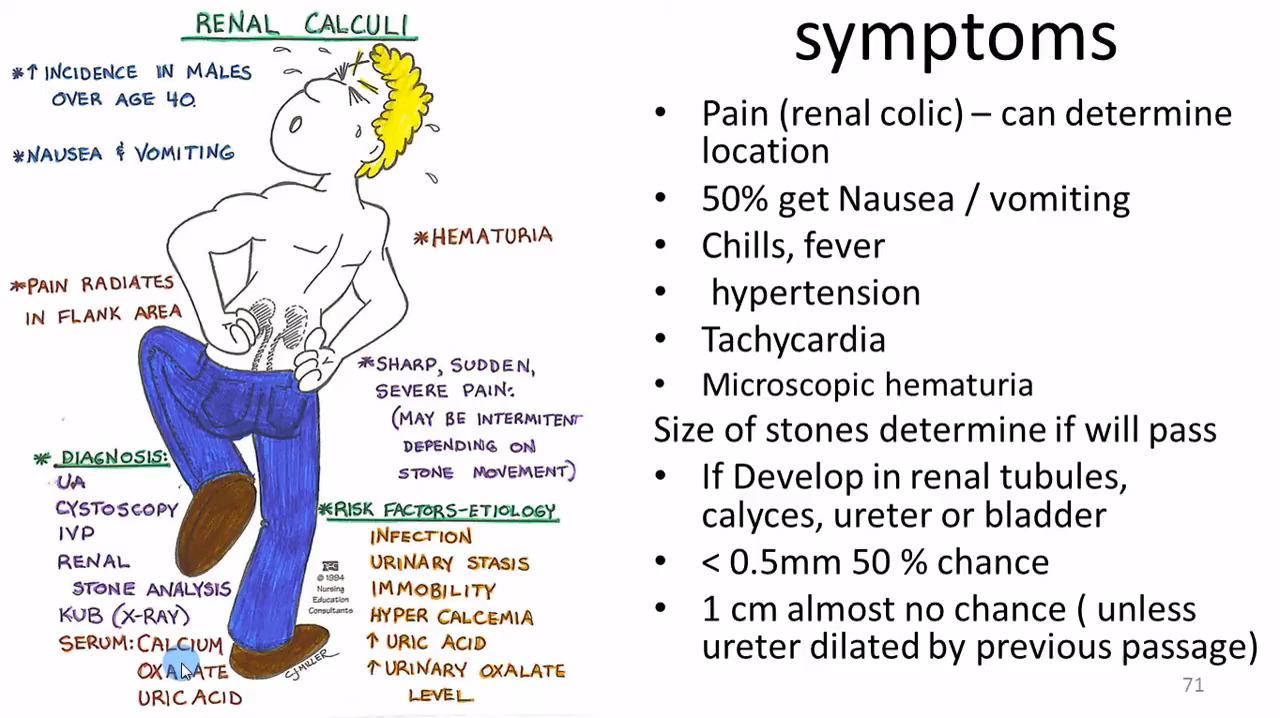 RENAL CALCULI
*↑ INCIDENCE IN MALES
OVER AGE 40.
*NAUSEA & VOMITING
*HEMATURIA
*PAIN RADIATES
IN FLANK AREA
*SHARP, SUDDEN,
SEVERE PAIN:
(MAY BE INTERMITENT
DEPENDING ON
STONE MOVEMENT)
* DIAGNOSIS:
UA
CYSTOSCOPY
IVP
RENAL
STONE ANALYSIS
KUB (X-RAY)
SERUM: CALCIUM
OXALATE
URIC ACID
*RISK FACTORS-ETIOLOGY
INFECTION
URINARY STASIS
IMMOBILITY
HYPER CALCEMIA
↑ URIC ACID
↑ URINARY OXALATE
LEVEL.
© 1994
Nursing
Education
Consultants
CJ MILLER
symptoms
• Pain (renal colic) – can determine
location
• 50% get Nausea / vomiting
• Chills, fever
• hypertension
• Tachycardia
• Microscopic hematuria
Size of stones determine if will pass
• If Develop in renal tubules,
calyces, ureter or bladder
• < 0.5mm 50 % chance
• 1 cm almost no chance ( unless
ureter dilated by previous passage)
71